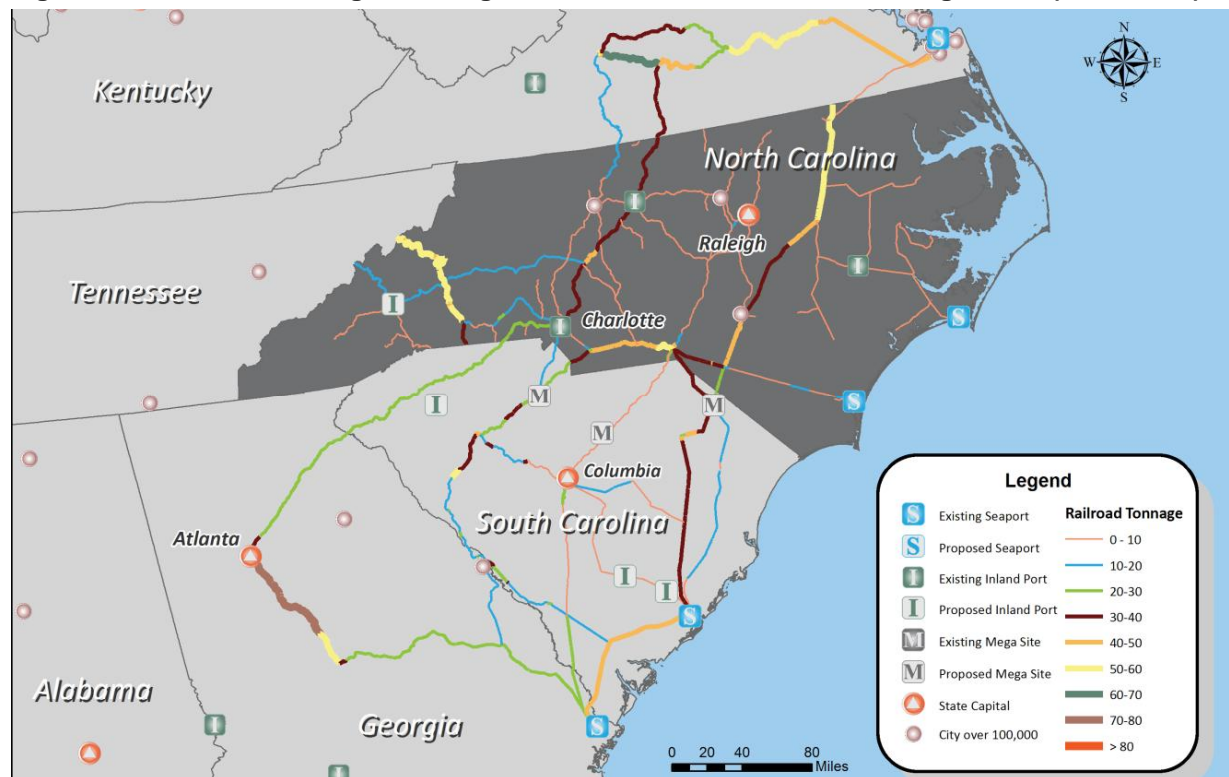 N
W E
S
Kentucky
North Carolina
Raleigh
Tennessee
Charlotte
Columbia
South Carolina
Atlanta
Alabama
Georgia
I
I
I
I
I
I
I
I
I
I
M
M
M
S
S
S
S
S
0 20 40 80
Miles
Legend
S Existing Seaport
S Proposed Seaport
I Existing Inland Port
I Proposed Inland Port
M Existing Mega Site
M Proposed Mega Site
State Capital
City over 100,000
Railroad Tonnage
0 - 10
10-20
20-30
30-40
40-50
50-60
60-70
70-80
> 80